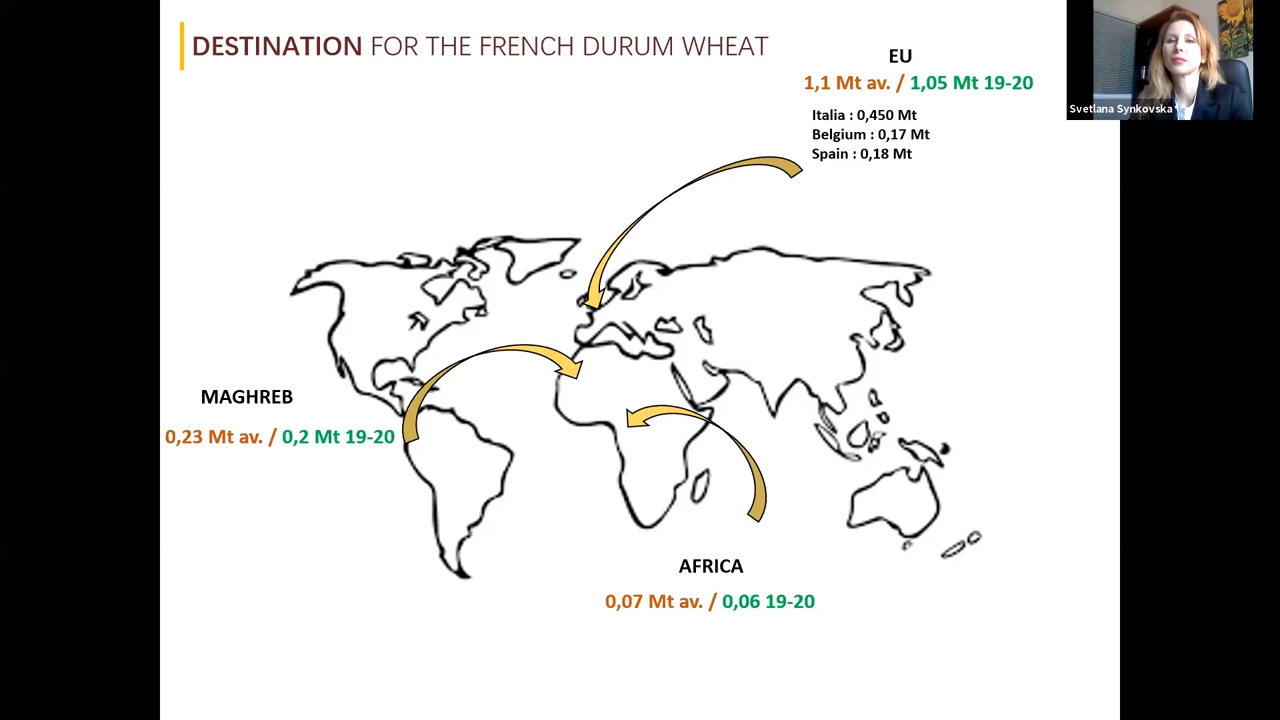 DESTINATION FOR THE FRENCH DURUM WHEAT
EU
1,1 Mt av. / 1,05 Mt 19-20
Italia : 0,450 Mt
Belgium : 0,17 Mt
Spain : 0,18 Mt
Svetlana Synkovska
MAGHREB
0,23 Mt av. / 0,2 Mt 19-20
AFRICA
0,07 Mt av. / 0,06 19-20